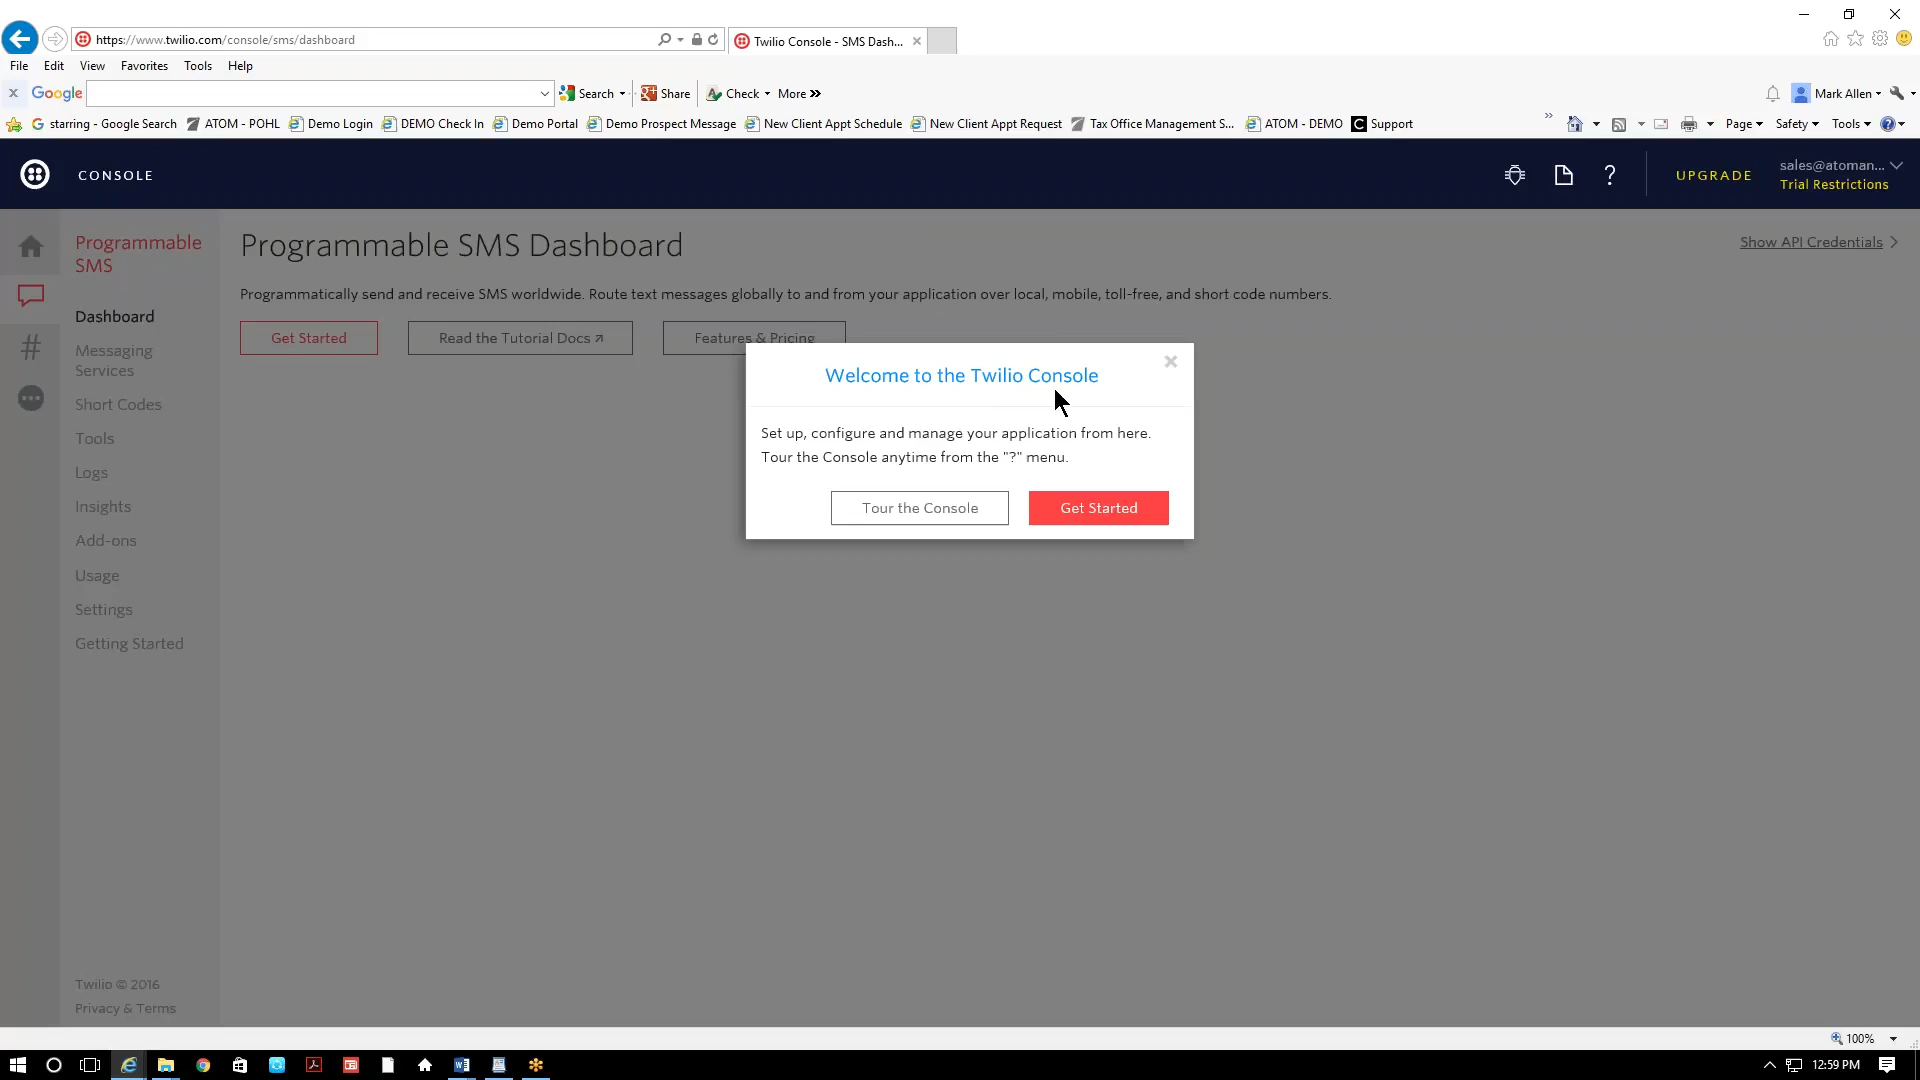 https://www.twilio.com/console/sms/dashboard
Twilio Console - SMS Dash...
File Edit View Favorites Tools Help
Google Search Share Check More Mark Allen
starring - Google Search ATOM - POHL Demo Login DEMO Check In Demo Portal Demo Prospect Message New Client Appt Schedule New Client Appt Request Tax Office Management S... ATOM - DEMO Support Page Safety Tools
CONSOLE
UPGRADE
sales@atoman...
Trial Restrictions
Programmable SMS
Dashboard
Messaging Services
Short Codes
Tools
Logs
Insights
Add-ons
Usage
Settings
Getting Started
Twilio © 2016
Privacy & Terms
Programmable SMS Dashboard
Show API Credentials
Programmatically send and receive SMS worldwide. Route text messages globally to and from your application over local, mobile, toll-free, and short code numbers.
Get Started Read the Tutorial Docs Features & Pricing
Welcome to the Twilio Console
Set up, configure and manage your application from here.
Tour the Console anytime from the "?" menu.
Tour the Console Get Started
100%
12:59 PM